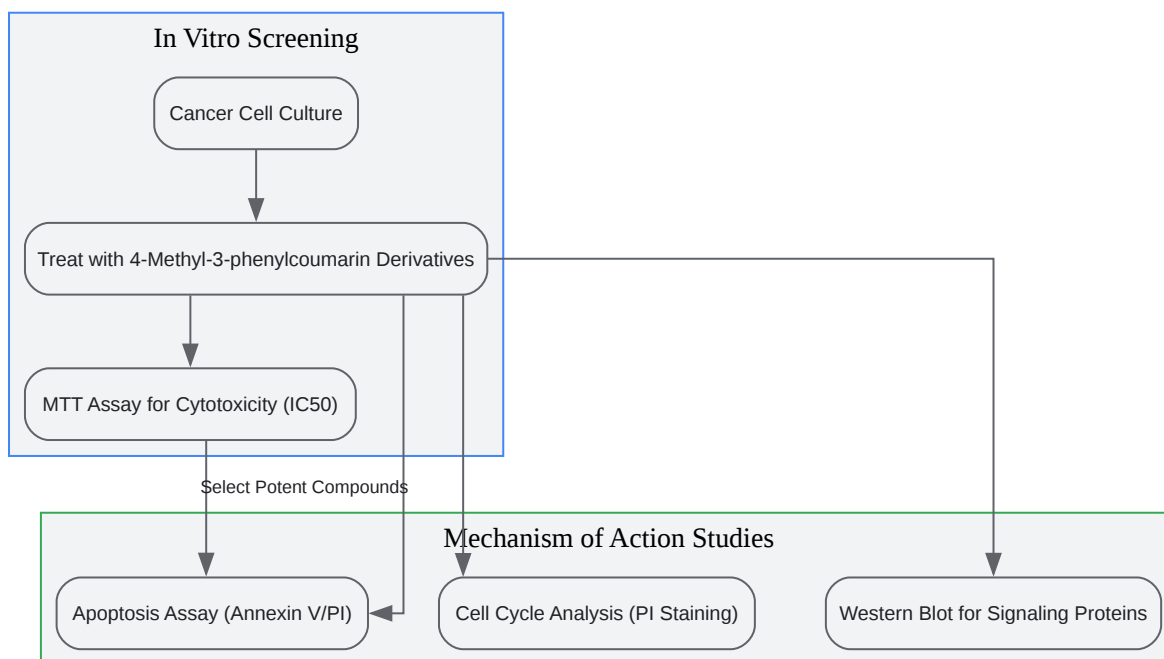 In Vitro Screening
Cancer Cell Culture
Treat with 4-Methyl-3-phenylcoumarin Derivatives
MTT Assay for Cytotoxicity (IC50)
Select Potent Compounds
Mechanism of Action Studies
Apoptosis Assay (Annexin V/PI)
Cell Cycle Analysis (PI Staining)
Western Blot for Signaling Proteins